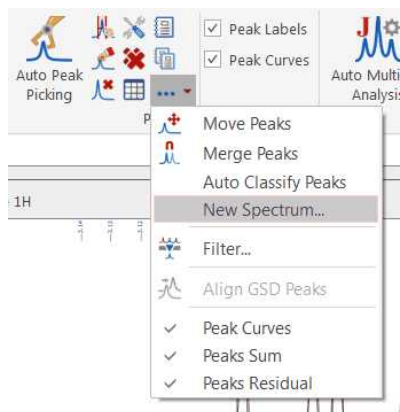 Auto Peak
Picking
Peak Labels
Peak Curves
Auto Multi
Analysis
P
Move Peaks
Merge Peaks
Auto Classify Peaks
New Spectrum...
1H
Filter...
Align GSD Peaks
Peak Curves
Peaks Sum
Peaks Residual